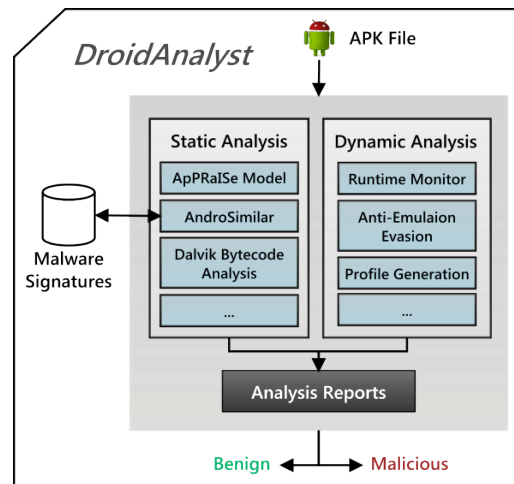 DroidAnalyst
APK File
Static Analysis
ApPRaISe Model
AndroSimilar
Dalvik Bytecode
Analysis
...
Dynamic Analysis
Runtime Monitor
Anti-Emulaion
Evasion
Profile Generation
...
Malware
Signatures
Analysis Reports
Benign
Malicious